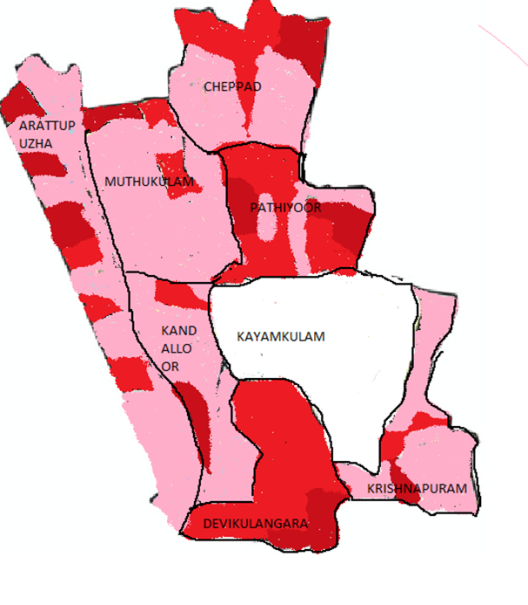 CHEPPAD
ARATTUP
UZHA
MUTHUKULAM
PATHIYOOR
KAND
ALLO
OR
KAYAMKULAM
KRISHNAPURAM
DEVIKULANGARA